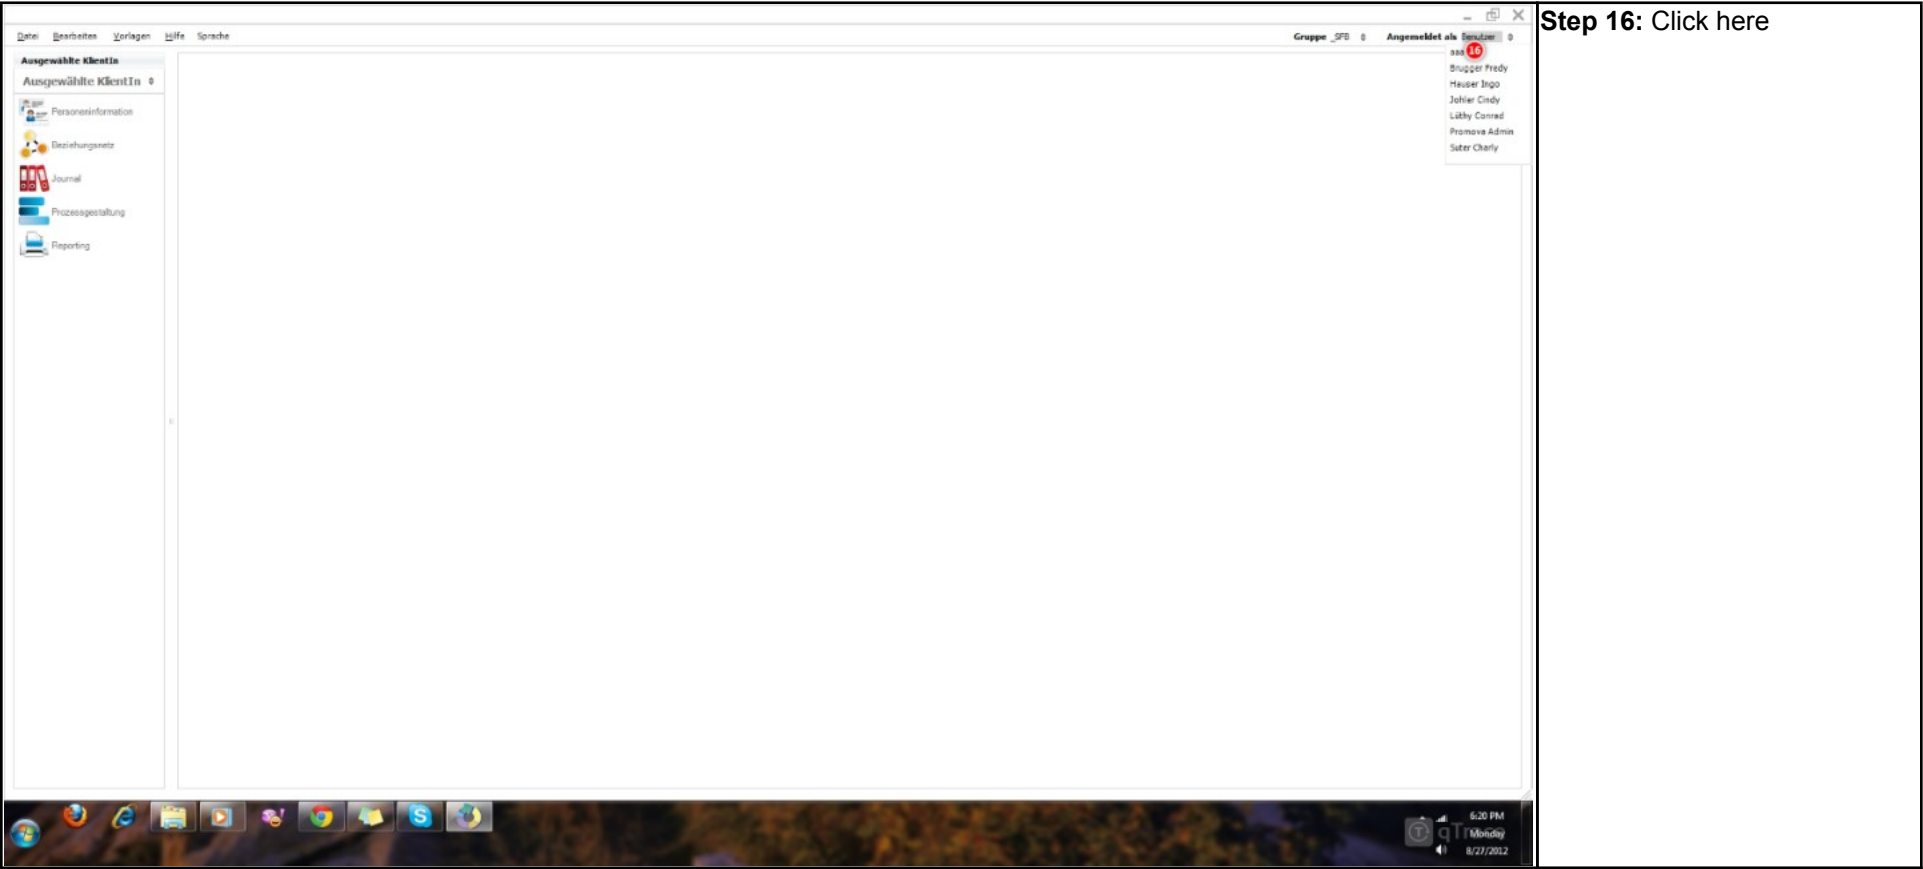 Step 16: Click here
Datei Bearbeiten Vorlagen Hilfe Sprache
Gruppe _SFB Angemeldet als Benutzer
16
Brugger Fredy
Hauser Ingo
Johler Cindy
Lüthy Conrad
Promova Admin
Suter Charly
Ausgewählte KlientIn
Ausgewählte KlientIn
Personeninformation
Beziehungsnetz
Journal
Prozessgestaltung
Reporting
6:20 PM
Monday
8/27/2012